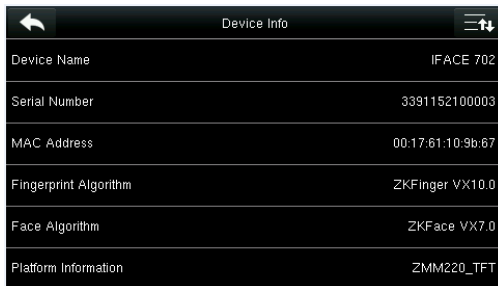 Device Info
Device Name IFACE 702
Serial Number 3391152100003
MAC Address 00:17:61:10:9b:67
Fingerprint Algorithm ZKFinger VX10.0
Face Algorithm ZKFace VX7.0
Platform Information ZMM220_TFT